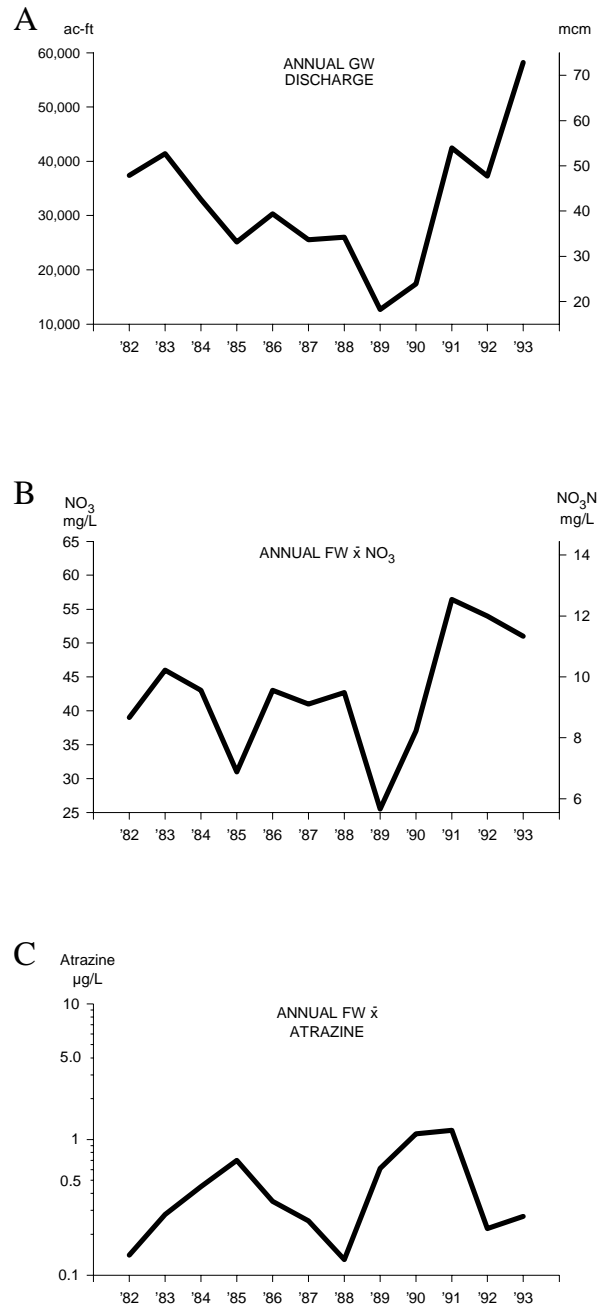 A
ac-ft
mcm
ANNUAL GW
DISCHARGE
60,000
50,000
40,000
30,000
20,000
10,000
70
60
50
40
30
20
'82 '83 '84 '85 '86 '87 '88 '89 '90 '91 '92 '93
B
NO₃
mg/L
NO₃N
mg/L
ANNUAL FW x̄ NO₃
65
60
55
50
45
40
35
30
25
14
12
10
8
6
'82 '83 '84 '85 '86 '87 '88 '89 '90 '91 '92 '93
C
Atrazine
µg/L
ANNUAL FW x̄
ATRAZINE
10
5.0
1
0.5
0.1
'82 '83 '84 '85 '86 '87 '88 '89 '90 '91 '92 '93